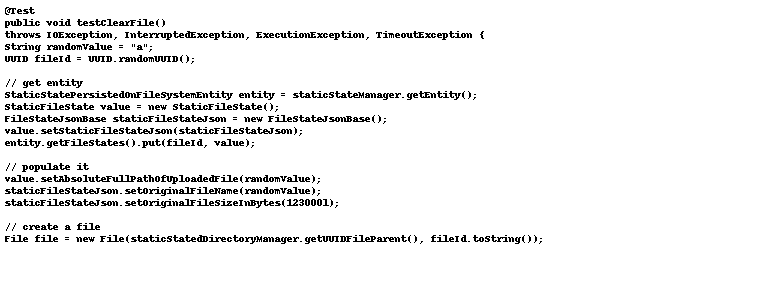 @Test
public void testClearFile()
throws IOException, InterruptedException, ExecutionException, TimeoutException {
String randomValue = "a";
UUID fileId = UUID.randomUUID();
// get entity
StaticStatePersistedOnFileSystemEntity entity = staticStateManager.getEntity();
StaticFileState value = new StaticFileState();
FileStateJsonBase staticFileStateJson = new FileStateJsonBase();
value.setStaticFileStateJson(staticFileStateJson);
entity.getFileStates().put(fileId, value);
// populate it
value.setAbsoluteFullPathOfUploadedFile(randomValue);
staticFileStateJson.setOriginalFileName(randomValue);
staticFileStateJson.setOriginalFileSizeInBytes(123000l);
// create a file
File file = new File(staticStatedDirectoryManager.getUUIDFileParent(), fileId.toString());